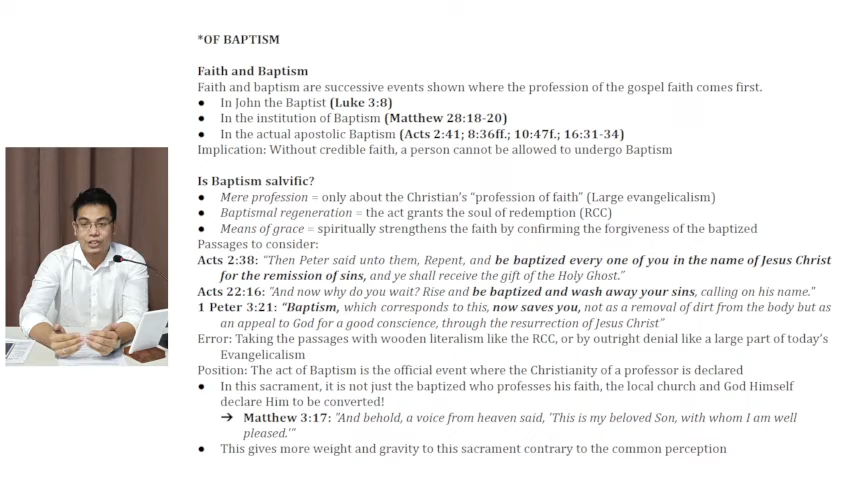 *OF BAPTISM
Faith and Baptism
Faith and baptism are successive events shown where the profession of the gospel faith comes first.
● In John the Baptist (Luke 3:8)
● In the institution of Baptism (Matthew 28:18-20)
● In the actual apostolic Baptism (Acts 2:41; 8:36ff.; 10:47f.; 16:31-34)
Implication: Without credible faith, a person cannot be allowed to undergo Baptism
Is Baptism salvific?
● Mere profession = only about the Christian's “profession of faith” (Large evangelicalism)
● Baptismal regeneration = the act grants the soul of redemption (RCC)
● Means of grace = spiritually strengthens the faith by confirming the forgiveness of the baptized
Passages to consider:
Acts 2:38: “Then Peter said unto them, Repent, and be baptized every one of you in the name of Jesus Christ
for the remission of sins, and ye shall receive the gift of the Holy Ghost.”
Acts 22:16: "And now why do you wait? Rise and be baptized and wash away your sins, calling on his name."
1 Peter 3:21: “Baptism, which corresponds to this, now saves you, not as a removal of dirt from the body but as
an appeal to God for a good conscience, through the resurrection of Jesus Christ”
Error: Taking the passages with wooden literalism like the RCC, or by outright denial like a large part of today's
Evangelicalism
Position: The act of Baptism is the official event where the Christianity of a professor is declared
● In this sacrament, it is not just the baptized who professes his faith, the local church and God Himself
declare Him to be converted!
➔ Matthew 3:17: "And behold, a voice from heaven said, 'This is my beloved Son, with whom I am well
pleased.'"
● This gives more weight and gravity to this sacrament contrary to the common perception